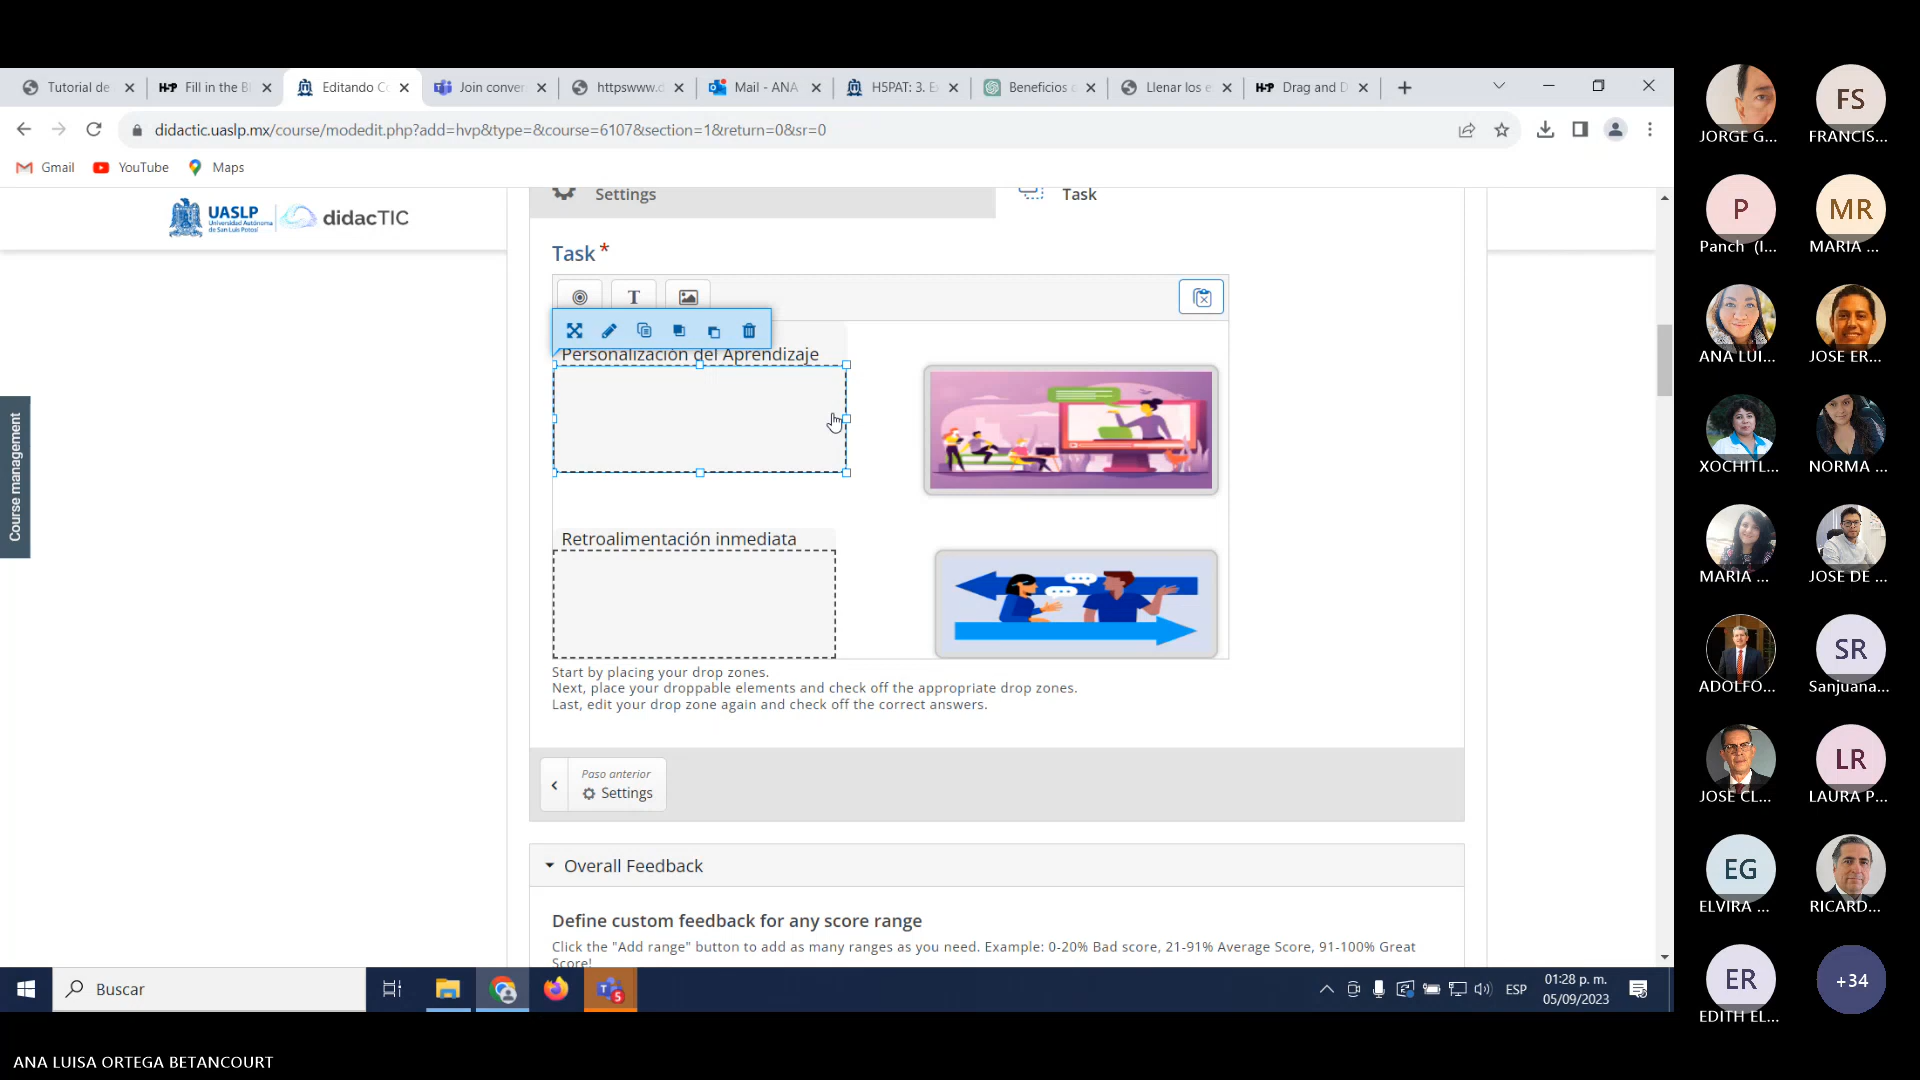 Tutorial de
H-P Fill in the B
Editando C
Join conver
httpswww.d
Mail - ANA
H5PAT: 3. E
Beneficios
Llenar los e
H-P Drag and D
didactic.uaslp.mx/course/modedit.php?add=hvp&type=&course=6107&section=1&return=0&sr=0
Gmail
YouTube
Maps
UASLP
Universidad Autónoma
de San Luis Potosí
didacTIC
Settings
Task
Course management
Task *
T
Personalización del Aprendizaje
Retroalimentación inmediata
Start by placing your drop zones.
Next, place your droppable elements and check off the appropriate drop zones.
Last, edit your drop zone again and check off the correct answers.
Paso anterior
Settings
Overall Feedback
Define custom feedback for any score range
Click the "Add range" button to add as many ranges as you need. Example: 0-20% Bad score, 21-91% Average Score, 91-100% Great
Score!
Buscar
T 5
ESP
01:28 p. m.
05/09/2023
JORGE G...
FS
FRANCIS...
P
Panch (I...
MR
MARIA ...
ANA LUI...
JOSE ER...
XOCHITL...
NORMA ...
MARIA ...
JOSE DE ...
ADOLFO...
SR
Sanjuana...
JOSE CL...
LR
LAURA P...
EG
ELVIRA ...
RICARD...
ER
EDITH EL...
+34
ANA LUISA ORTEGA BETANCOURT